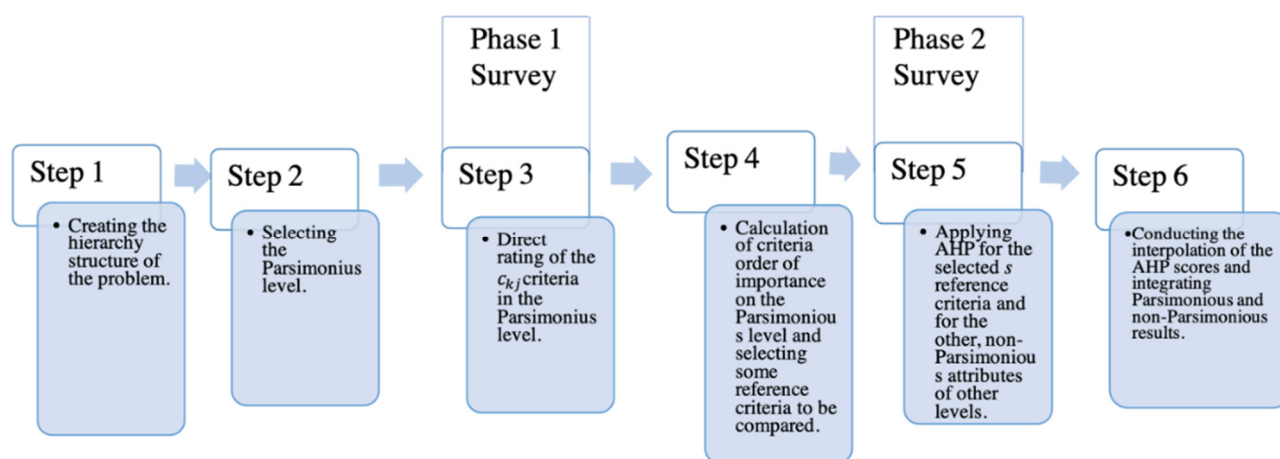 Phase 1
Survey
Phase 2
Survey
Step 1
• Creating the
hierarchy
structure of
the problem.
Step 2
• Selecting
the
Parsimonius
level.
Step 3
• Direct
rating of the
c_{kj} criteria
in the
Parsimonius
level.
Step 4
• Calculation
of criteria
order of
importance
on the
Parsimoniou
s level and
selecting
some
reference
criteria to be
compared.
Step 5
• Applying
AHP for the
selected s
reference
criteria and
for the
other, non-
Parsimoniou
s attributes
of other
levels.
Step 6
•Conducting the
interpolation of the
AHP scores and
integrating
Parsimonious and
non-Parsimonious
results.